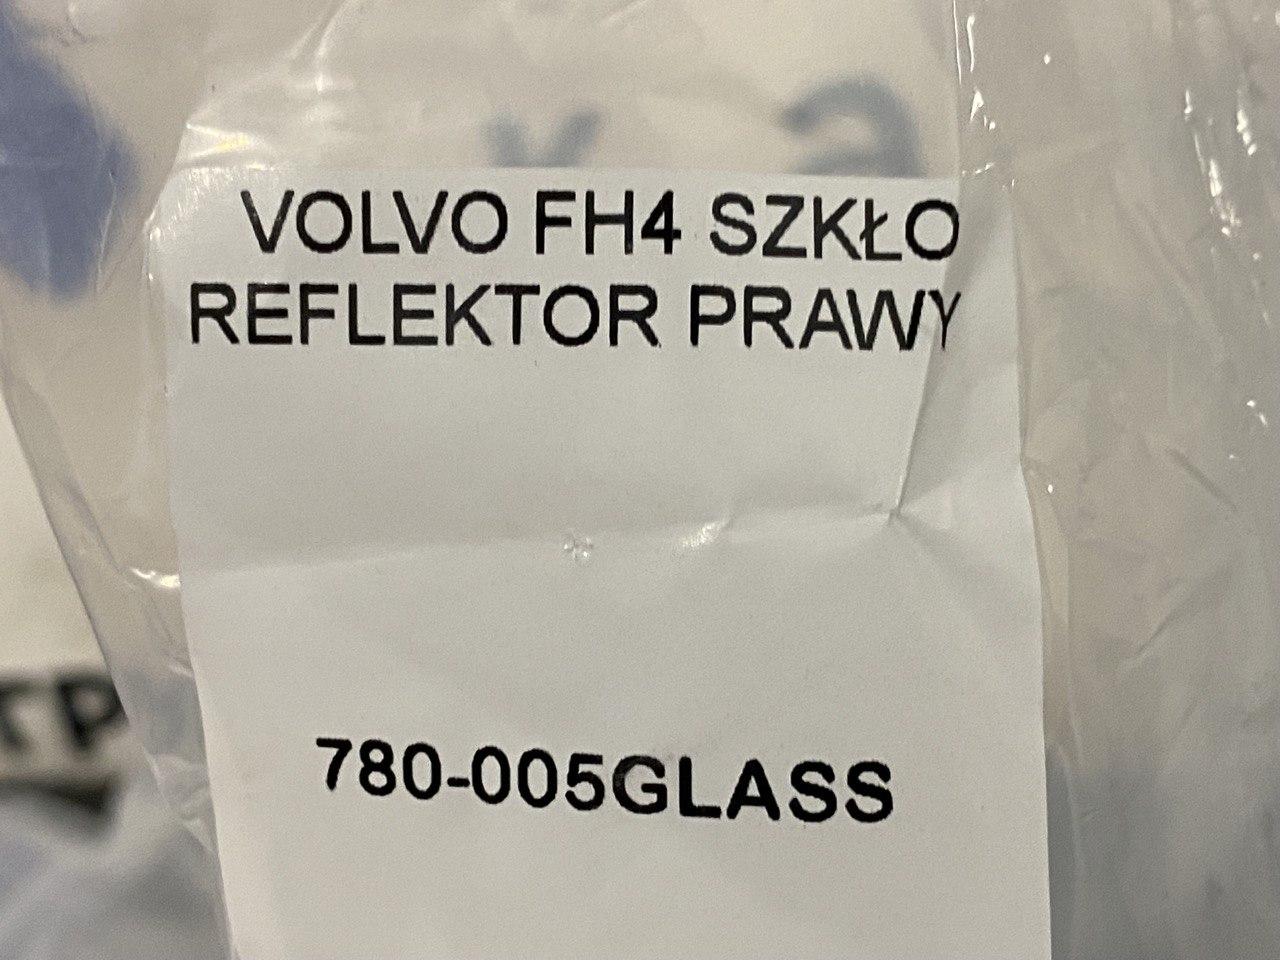 VOLVO FH4 SZKŁO
REFLEKTOR PRAWY
780-005GLASS